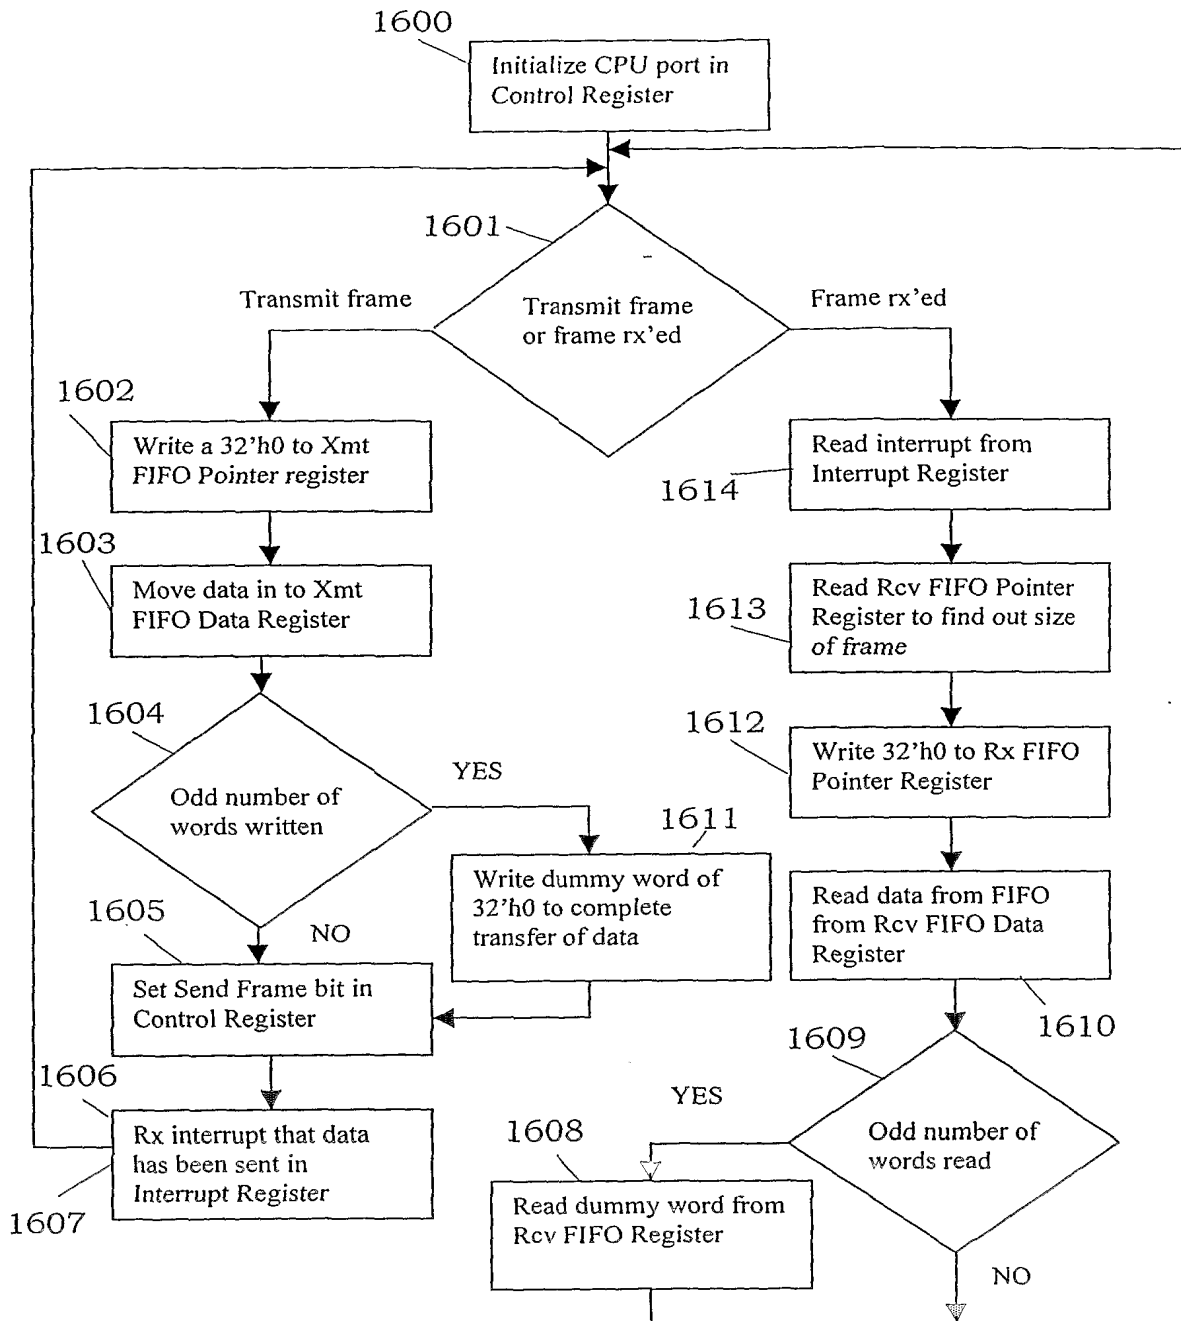 1600
Initialize CPU port in
Control Register
1601
Transmit frame
Transmit frame
or frame rx'ed
Frame rx'ed
1602
Write a 32'h0 to Xmt
FIFO Pointer register
Read interrupt from
Interrupt Register
1614
1603
Move data in to Xmt
FIFO Data Register
Read Rcv FIFO Pointer
Register to find out size
of frame
1613
1604
Odd number of
words written
YES
1612
Write 32'h0 to Rx FIFO
Pointer Register
1611
Write dummy word of
32'h0 to complete
transfer of data
Read data from FIFO
from Rcv FIFO Data
Register
1610
1605
NO
Set Send Frame bit in
Control Register
1609
Odd number of
words read
YES
1606
Rx interrupt that data
has been sent in
Interrupt Register
1607
1608
Read dummy word from
Rcv FIFO Register
NO